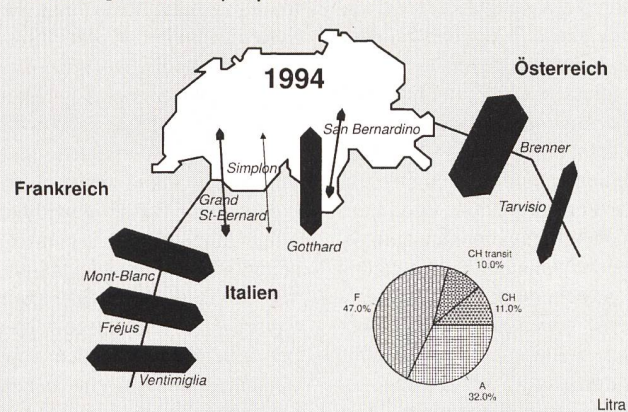 1994
Österreich
San Bernardino
Brenner
Simplon
Frankreich
Grand
St-Bernard
Tarvisio
Gotthard
Mont-Blanc
Italien
Fréjus
Ventimiglia
CH transit
10.0%
F
47.0%
CH
11.0%
A
32.0%
Litra